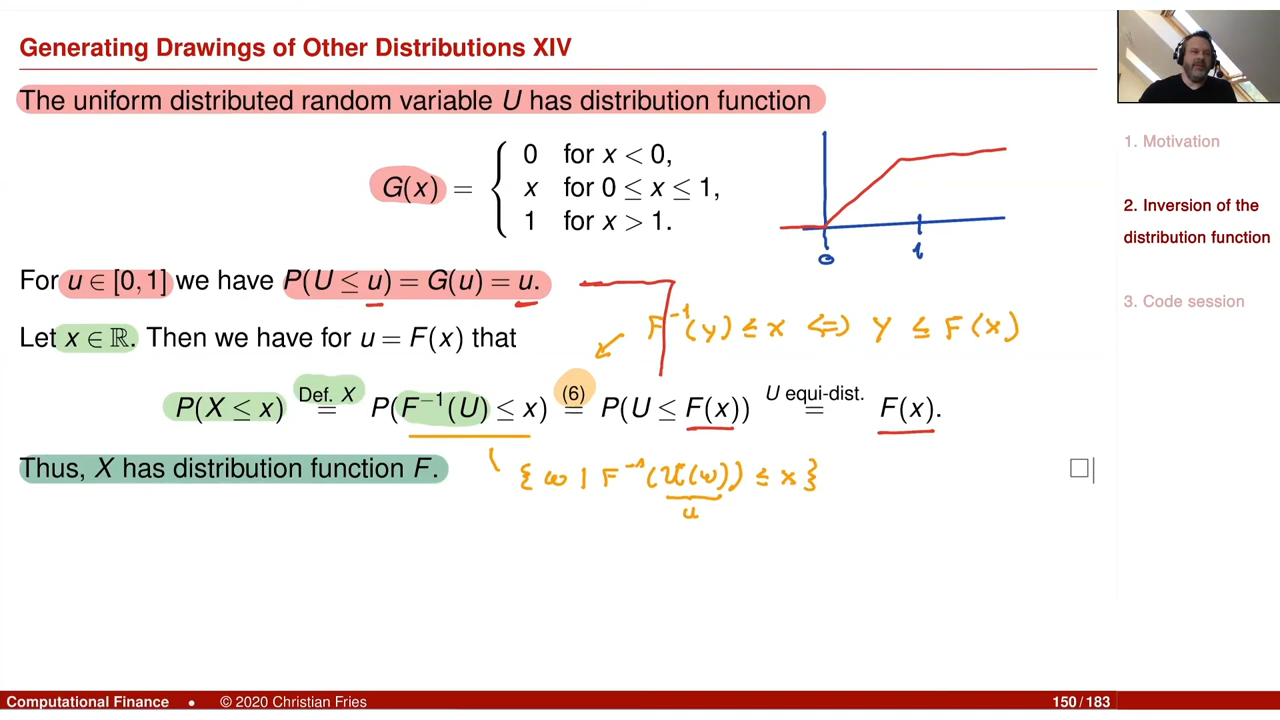 Generating Drawings of Other Distributions XIV
The uniform distributed random variable U has distribution function
G(x) = { 0 for x < 0,
x for 0 ≤ x ≤ 1,
1 for x > 1.
0 1
For u ∈ [0, 1] we have P(U ≤ u) = G(u) = u.
F⁻¹(y) ≤ x ⇔ y ≤ F(x)
Let x ∈ ℝ. Then we have for u = F(x) that
Def. X (6) U equi-dist.
P(X ≤ x) = P(F⁻¹(U) ≤ x) = P(U ≤ F(x)) = F(x).
Thus, X has distribution function F. □
{ω | F⁻¹(U(ω)) ≤ x}
u
1. Motivation
2. Inversion of the
distribution function
3. Code session
Computational Finance • © 2020 Christian Fries 150 / 183